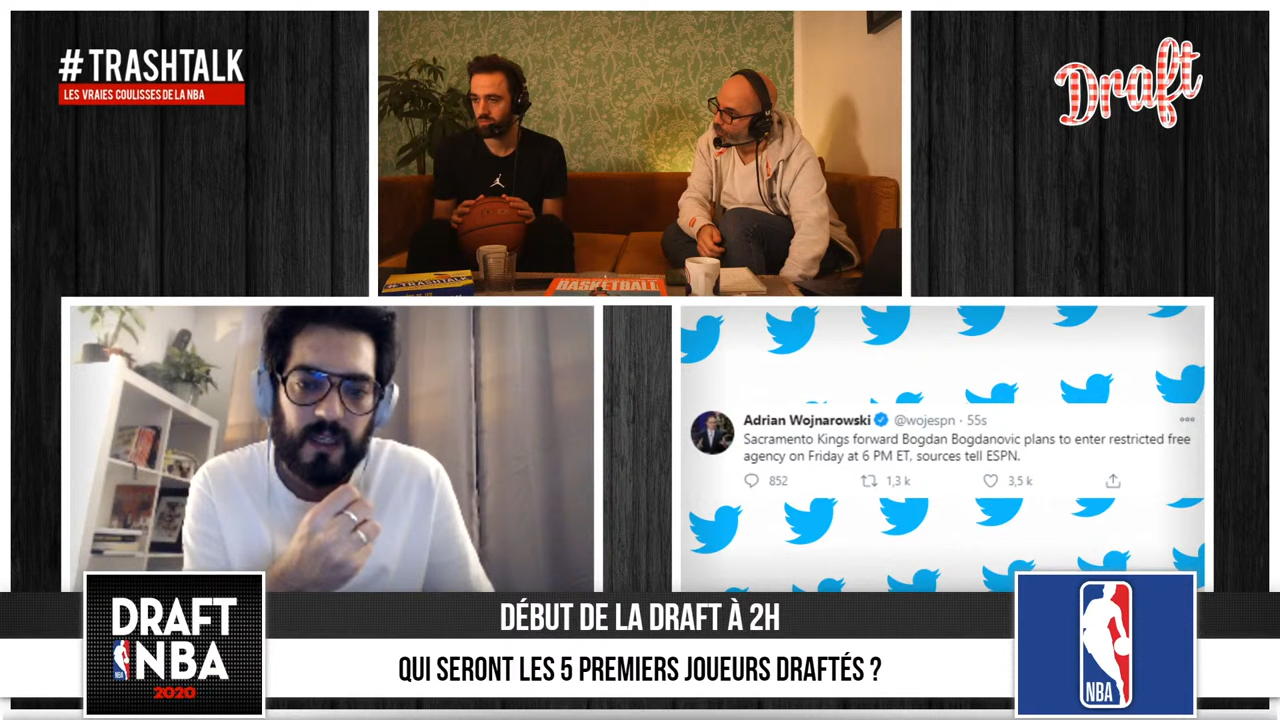 # TRASHTALK
LES VRAIES COULISSES DE LA NBA
Draft
TRASHTALK
BASKETBALL
Adrian Wojnarowski @wojespn · 55s
Sacramento Kings forward Bogdan Bogdanovic plans to enter restricted free
agency on Friday at 6 PM ET, sources tell ESPN.
852 1,3 k 3,5 k
DRAFT
NBA
2020
DÉBUT DE LA DRAFT À 2H
QUI SERONT LES 5 PREMIERS JOUEURS DRAFTÉS ?
NBA